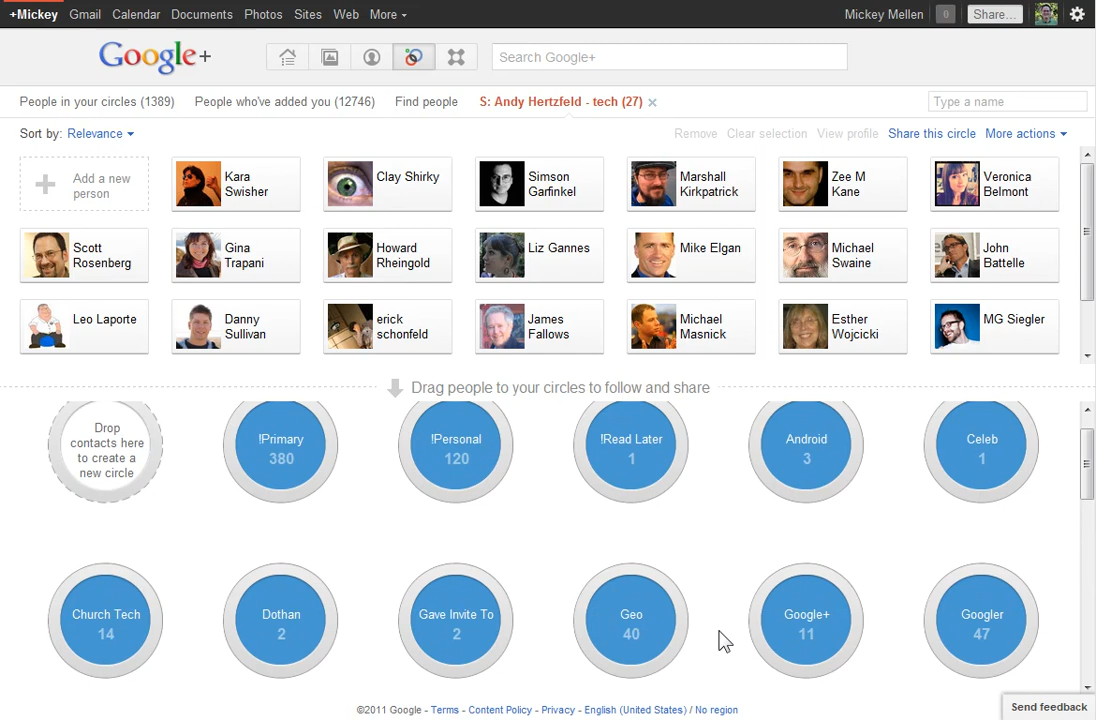 +Mickey Gmail Calendar Documents Photos Sites Web More
Mickey Mellen 0 Share...
Google+
Search Google+
People in your circles (1389) People who've added you (12746) Find people S: Andy Hertzfeld - tech (27)
Type a name
Sort by: Relevance
Remove Clear selection View profile Share this circle More actions
Add a new
person
Kara
Swisher
Clay Shirky
Simson
Garfinkel
Marshall
Kirkpatrick
Zee M
Kane
Veronica
Belmont
Scott
Rosenberg
Gina
Trapani
Howard
Rheingold
Liz Gannes
Mike Elgan
Michael
Swaine
John
Battelle
Leo Laporte
Danny
Sullivan
erick
schonfeld
James
Fallows
Michael
Masnick
Esther
Wojcicki
MG Siegler
Drag people to your circles to follow and share
Drop
contacts here
to create a
new circle
!Primary
380
!Personal
120
!Read Later
1
Android
3
Celeb
1
Church Tech
14
Dothan
2
Gave Invite To
2
Geo
40
Google+
11
Googler
47
©2011 Google - Terms - Content Policy - Privacy - English (United States) / No region
Send feedback